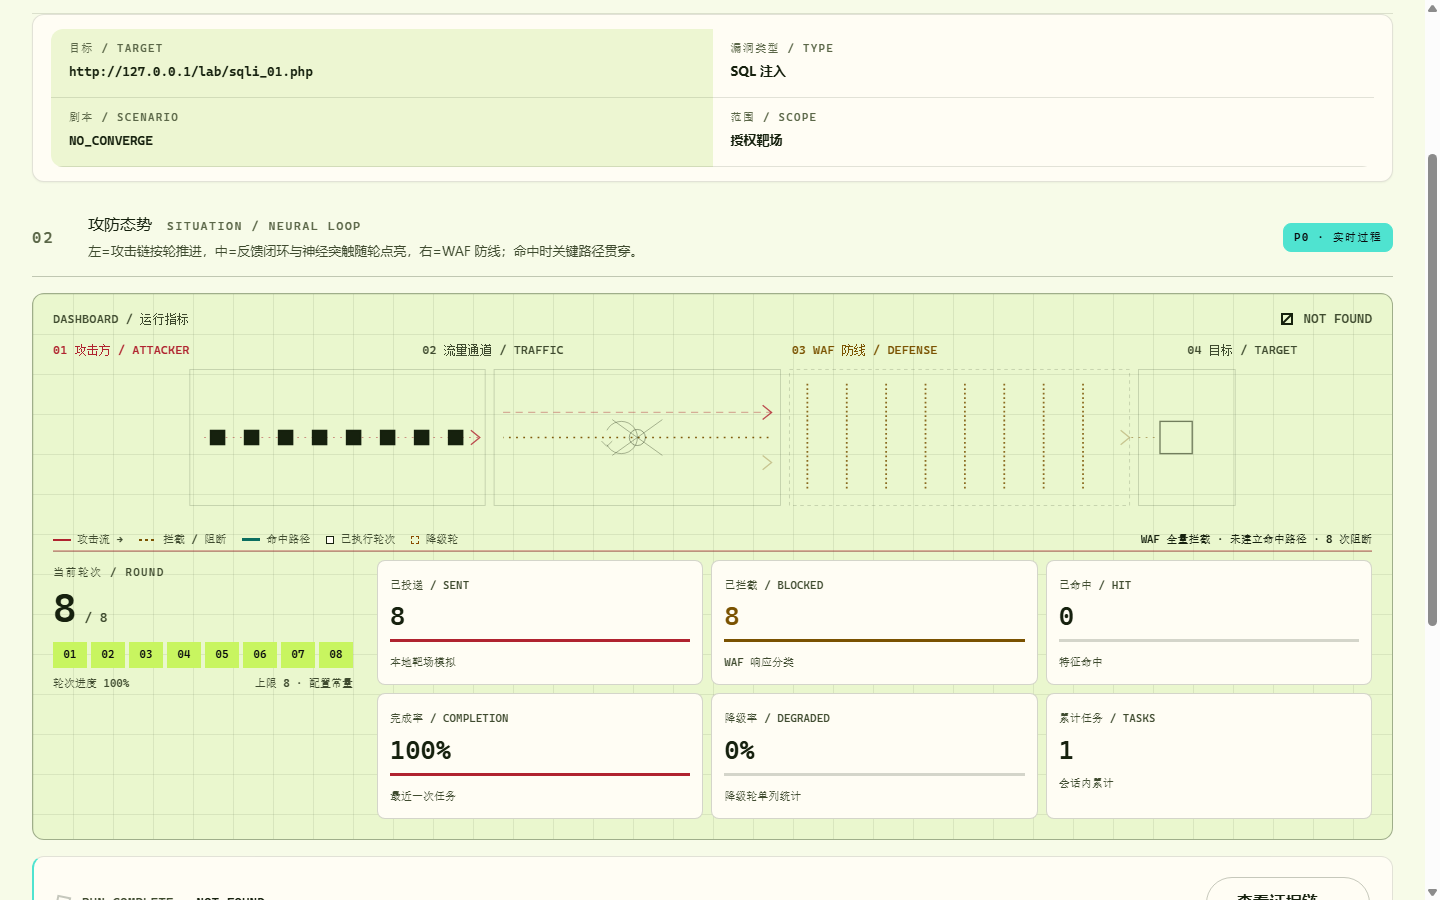 目标 / TARGET
http://127.0.0.1/lab/sqli_01.php
漏洞类型 / TYPE
SQL 注入
剧本 / SCENARIO
NO_CONVERGE
范围 / SCOPE
授权靶场
02
攻防态势 SITUATION / NEURAL LOOP
左=攻击链按轮推进，中=反馈闭环与神经突触随轮点亮，右=WAF 防线；命中时关键路径贯穿。
P0 · 实时过程
DASHBOARD / 运行指标
NOT FOUND
01 攻击方 / ATTACKER
02 流量通道 / TRAFFIC
03 WAF 防线 / DEFENSE
04 目标 / TARGET
攻击流 →
拦截 / 阻断
命中路径
已执行轮次
降级轮
WAF 全量拦截 · 未建立命中路径 · 8 次阻断
当前轮次 / ROUND
8 / 8
01 02 03 04 05 06 07 08
轮次进度 100%
上限 8 · 配置常量
已投递 / SENT
8
本地靶场模拟
已拦截 / BLOCKED
8
WAF 响应分类
已命中 / HIT
0
特征命中
完成率 / COMPLETION
100%
最近一次任务
降级率 / DEGRADED
0%
降级轮单列统计
累计任务 / TASKS
1
会话内累计